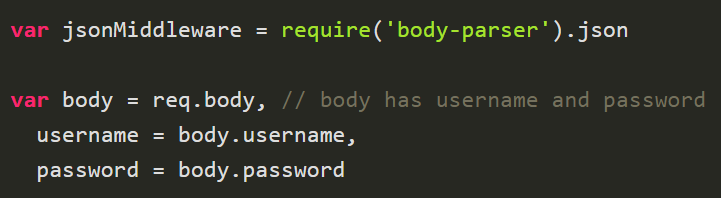 var jsonMiddleware = require('body-parser').json
var body = req.body, // body has username and password
username = body.username,
password = body.password